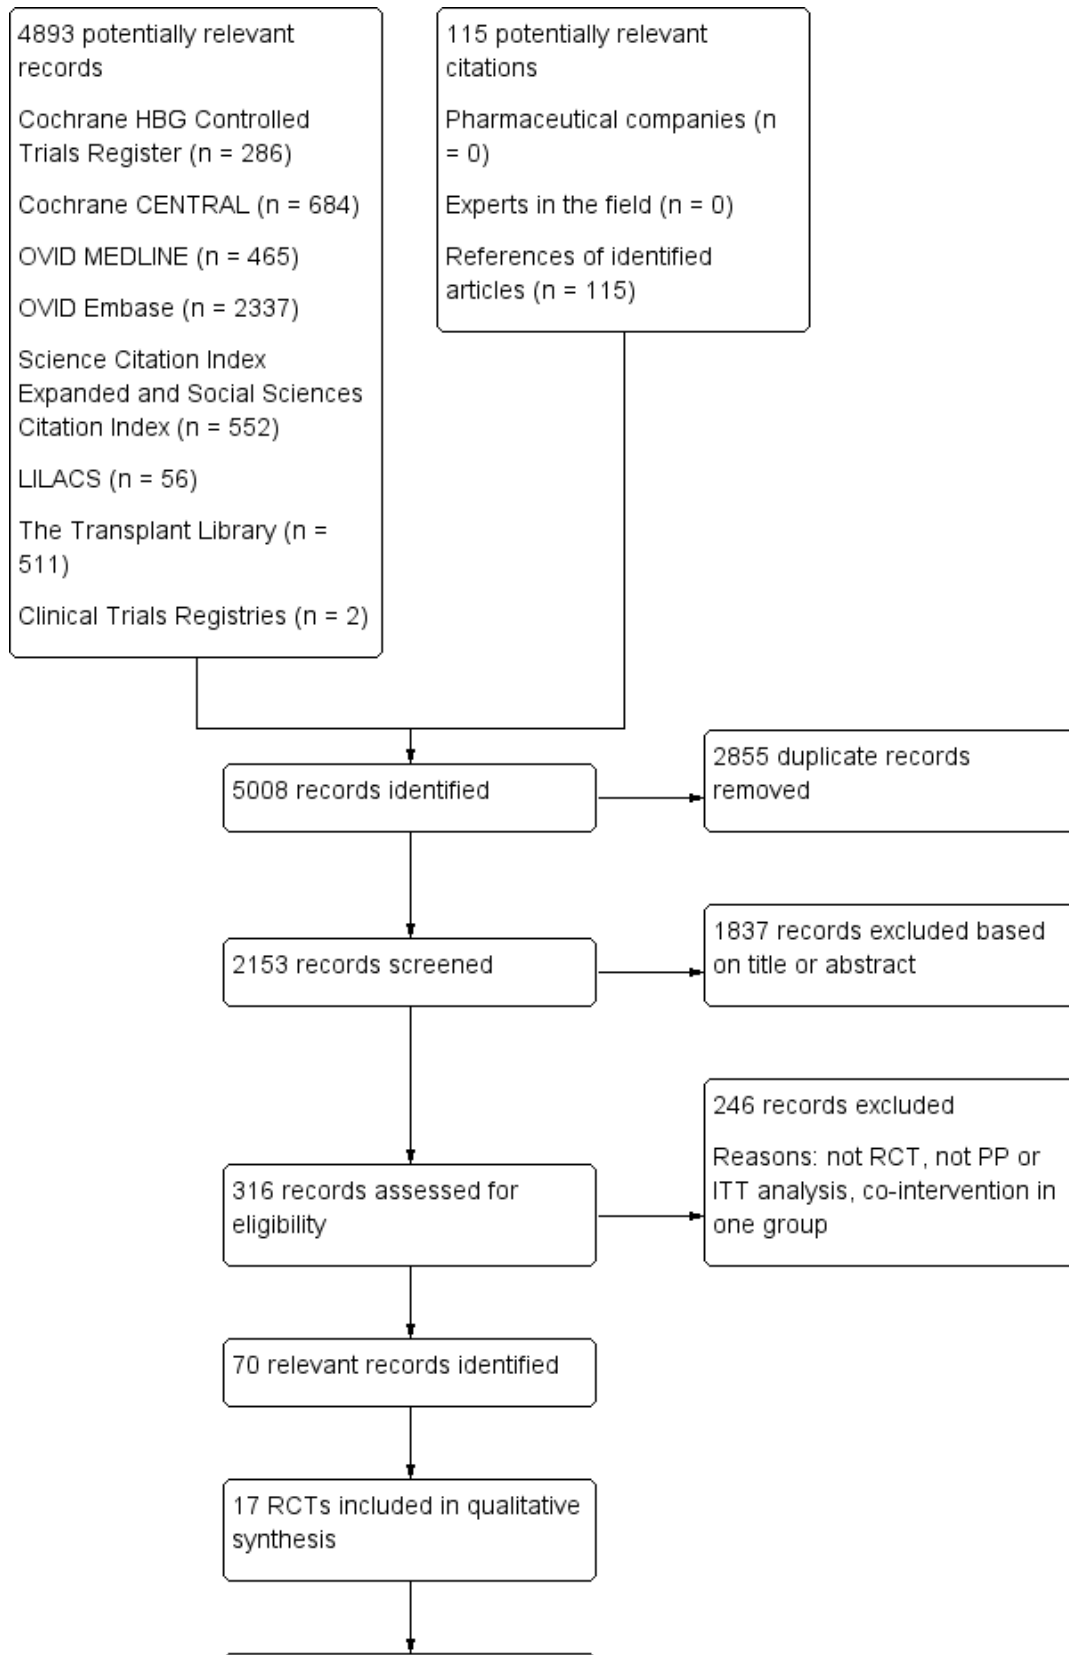 4893 potentially relevant
records
Cochrane HBG Controlled
Trials Register (n = 286)
Cochrane CENTRAL (n = 684)
OVID MEDLINE (n = 465)
OVID Embase (n = 2337)
Science Citation Index
Expanded and Social Sciences
Citation Index (n = 552)
LILACS (n = 56)
The Transplant Library (n =
511)
Clinical Trials Registries (n = 2)
115 potentially relevant
citations
Pharmaceutical companies (n
= 0)
Experts in the field (n = 0)
References of identified
articles (n = 115)
5008 records identified
2855 duplicate records
removed
2153 records screened
1837 records excluded based
on title or abstract
316 records assessed for
eligibility
246 records excluded
Reasons: not RCT, not PP or
ITT analysis, co-intervention in
one group
70 relevant records identified
17 RCTs included in qualitative
synthesis